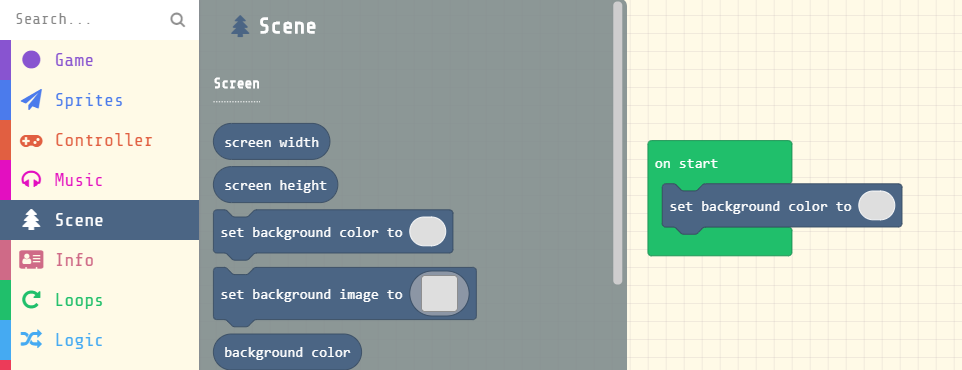 Search...
Game
Sprites
Controller
Music
Scene
Info
Loops
Logic
Scene
Screen
screen width
screen height
set background color to
set background image to
background color
on start
set background color to